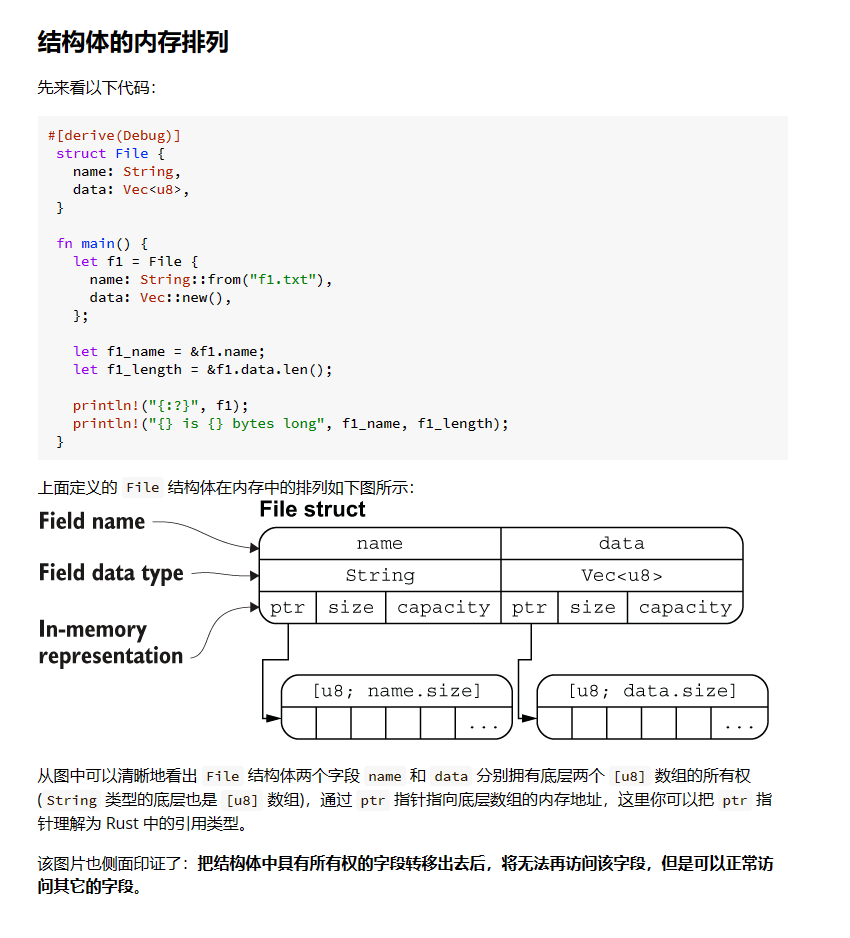 结构体的内存排列
先来看以下代码：
#[derive(Debug)]
struct File {
name: String,
data: Vec<u8>,
}
fn main() {
let f1 = File {
name: String::from("f1.txt"),
data: Vec::new(),
};
let f1_name = &f1.name;
let f1_length = &f1.data.len();
println!("{:?}", f1);
println!("{} is {} bytes long", f1_name, f1_length);
}
上面定义的 File 结构体在内存中的排列如下图所示：
File struct
Field name
name data
Field data type
String Vec<u8>
ptr size capacity ptr size capacity
In-memory
representation
[u8; name.size] [u8; data.size]
... ...
从图中可以清晰地看出 File 结构体两个字段 name 和 data 分别拥有底层两个 [u8] 数组的所有权
( String 类型的底层也是 [u8] 数组)，通过 ptr 指针指向底层数组的内存地址，这里你可以把 ptr 指
针理解为 Rust 中的引用类型。
该图片也侧面印证了：把结构体中具有所有权的字段转移出去后，将无法再访问该字段，但是可以正常访
问其它的字段。